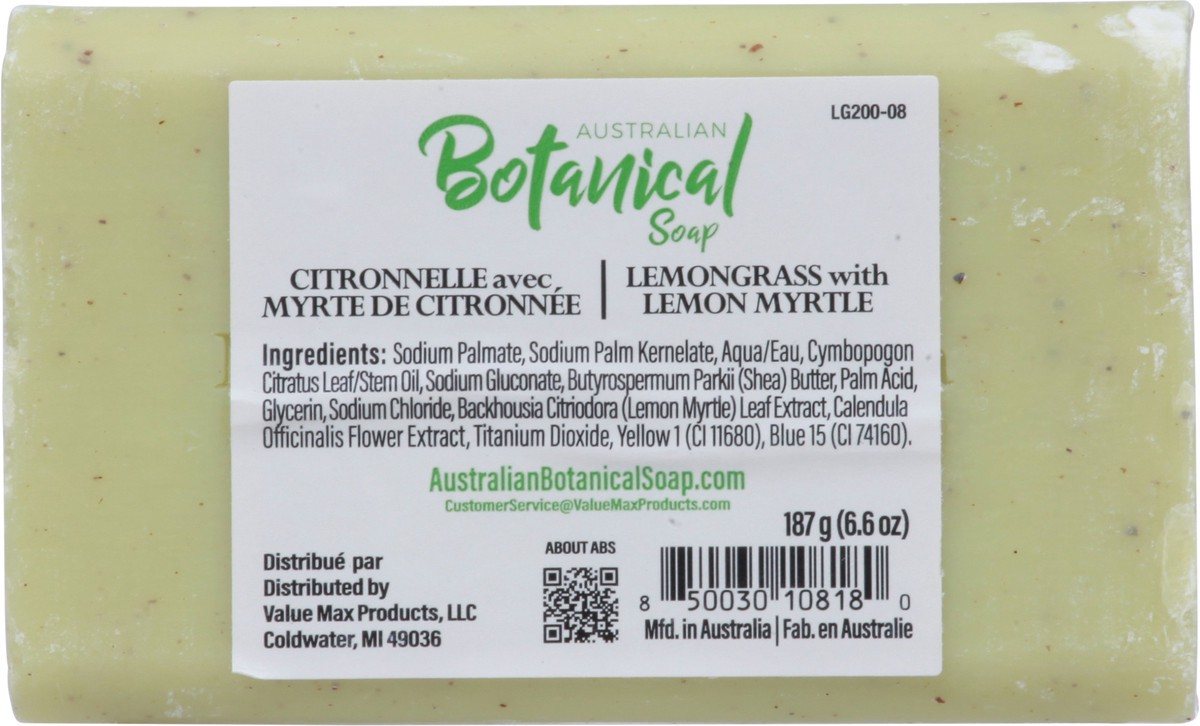 LG200-08
AUSTRALIAN
Botanical
Soap
CITRONNELLE avec
MYRTE DE CITRONNÉE
LEMONGRASS with
LEMON MYRTLE
Ingredients: Sodium Palmate, Sodium Palm Kernelate, Aqua/Eau, Cymbopogon
Citratus Leaf/Stem Oil, Sodium Gluconate, Butyrospermum Parkii (Shea) Butter, Palm Acid,
Glycerin, Sodium Chloride, Backhousia Citriodora (Lemon Myrtle) Leaf Extract, Calendula
Officinalis Flower Extract, Titanium Dioxide, Yellow 1 (CI 11680), Blue 15 (CI 74160).
AustralianBotanicalSoap.com
CustomerService@ValueMaxProducts.com
187 g (6.6 oz)
Distribué par
Distributed by
Value Max Products, LLC
Coldwater, MI 49036
ABOUT ABS
8 50030 10818 0
Mfd. in Australia | Fab. en Australie